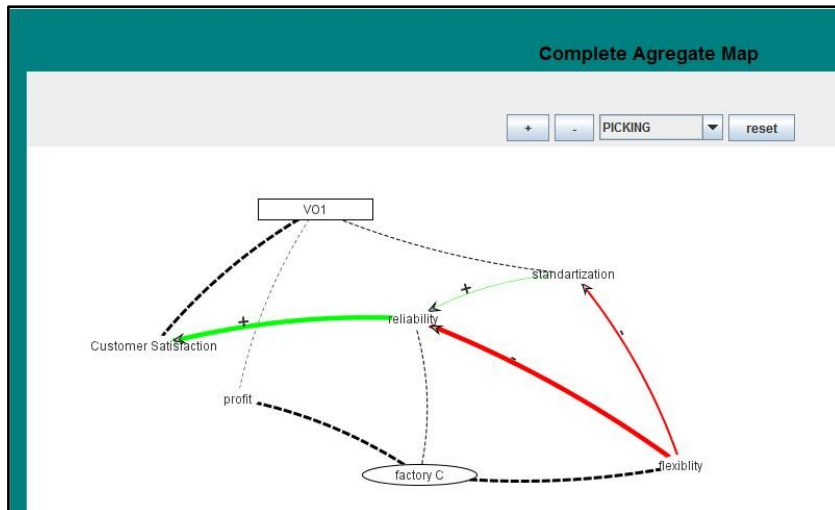 Complete Agregate Map
+ - PICKING reset
VO1
standartization
+
reliability
+
Customer Satisfaction
-
-
profit
flexiblity
factory C